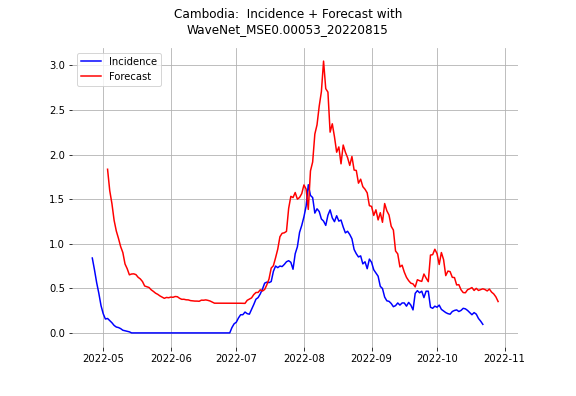 Cambodia:  Incidence + Forecast with
WaveNet_MSE0.00053_20220815
Incidence
Forecast
3.0
2.5
2.0
1.5
1.0
0.5
0.0
2022-05 2022-06 2022-07 2022-08 2022-09 2022-10 2022-11